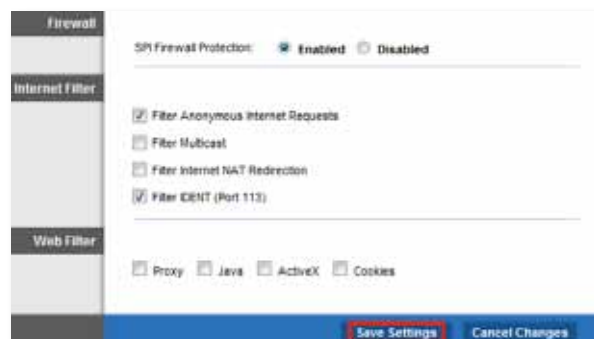 Firewall
SPI Firewall Protection: Enabled Disabled
Internet Filter
Filter Anonymous Internet Requests
Filter Multicast
Filter Internet NAT Redirection
Filter IDENT (Port 113)
Web Filter
Proxy Java ActiveX Cookies
Save Settings Cancel Changes